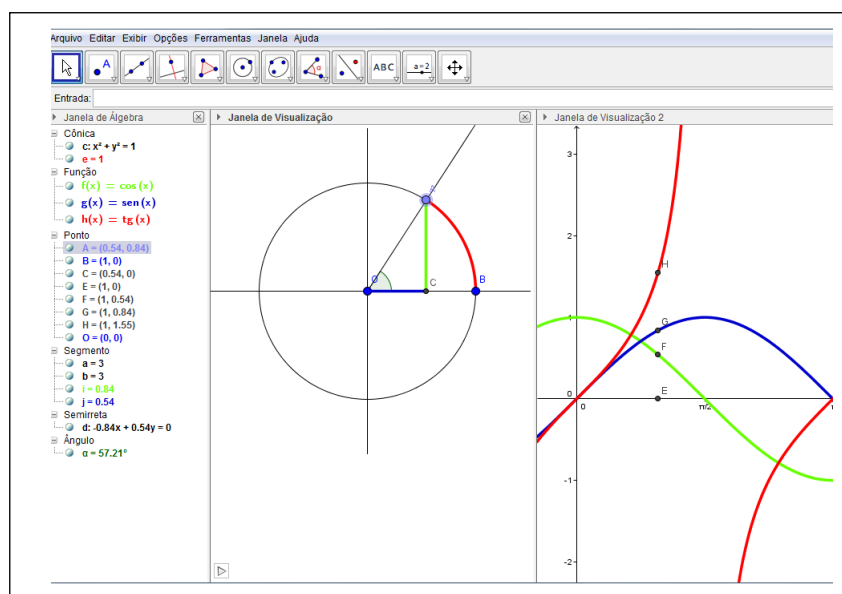 Arquivo Editar Exibir Opções Ferramentas Janela Ajuda
A
α
ABC
a=2
Entrada:
Janela de Álgebra
Cônica
c: x² + y² = 1
e = 1
Função
f(x) = cos(x)
g(x) = sen(x)
h(x) = tg(x)
Ponto
A = (0.54, 0.84)
B = (1, 0)
C = (0.54, 0)
E = (1, 0)
F = (1, 0.54)
G = (1, 0.84)
H = (1, 1.55)
O = (0, 0)
Segmento
a = 3
b = 3
i = 0.84
j = 0.54
Semirreta
d: -0.84x + 0.54y = 0
Ângulo
α = 57.21º
Janela de Visualização
A
O
C
B
Janela de Visualização 2
3
2
H
1
G
F
0
E
0
π/2
-1
-2